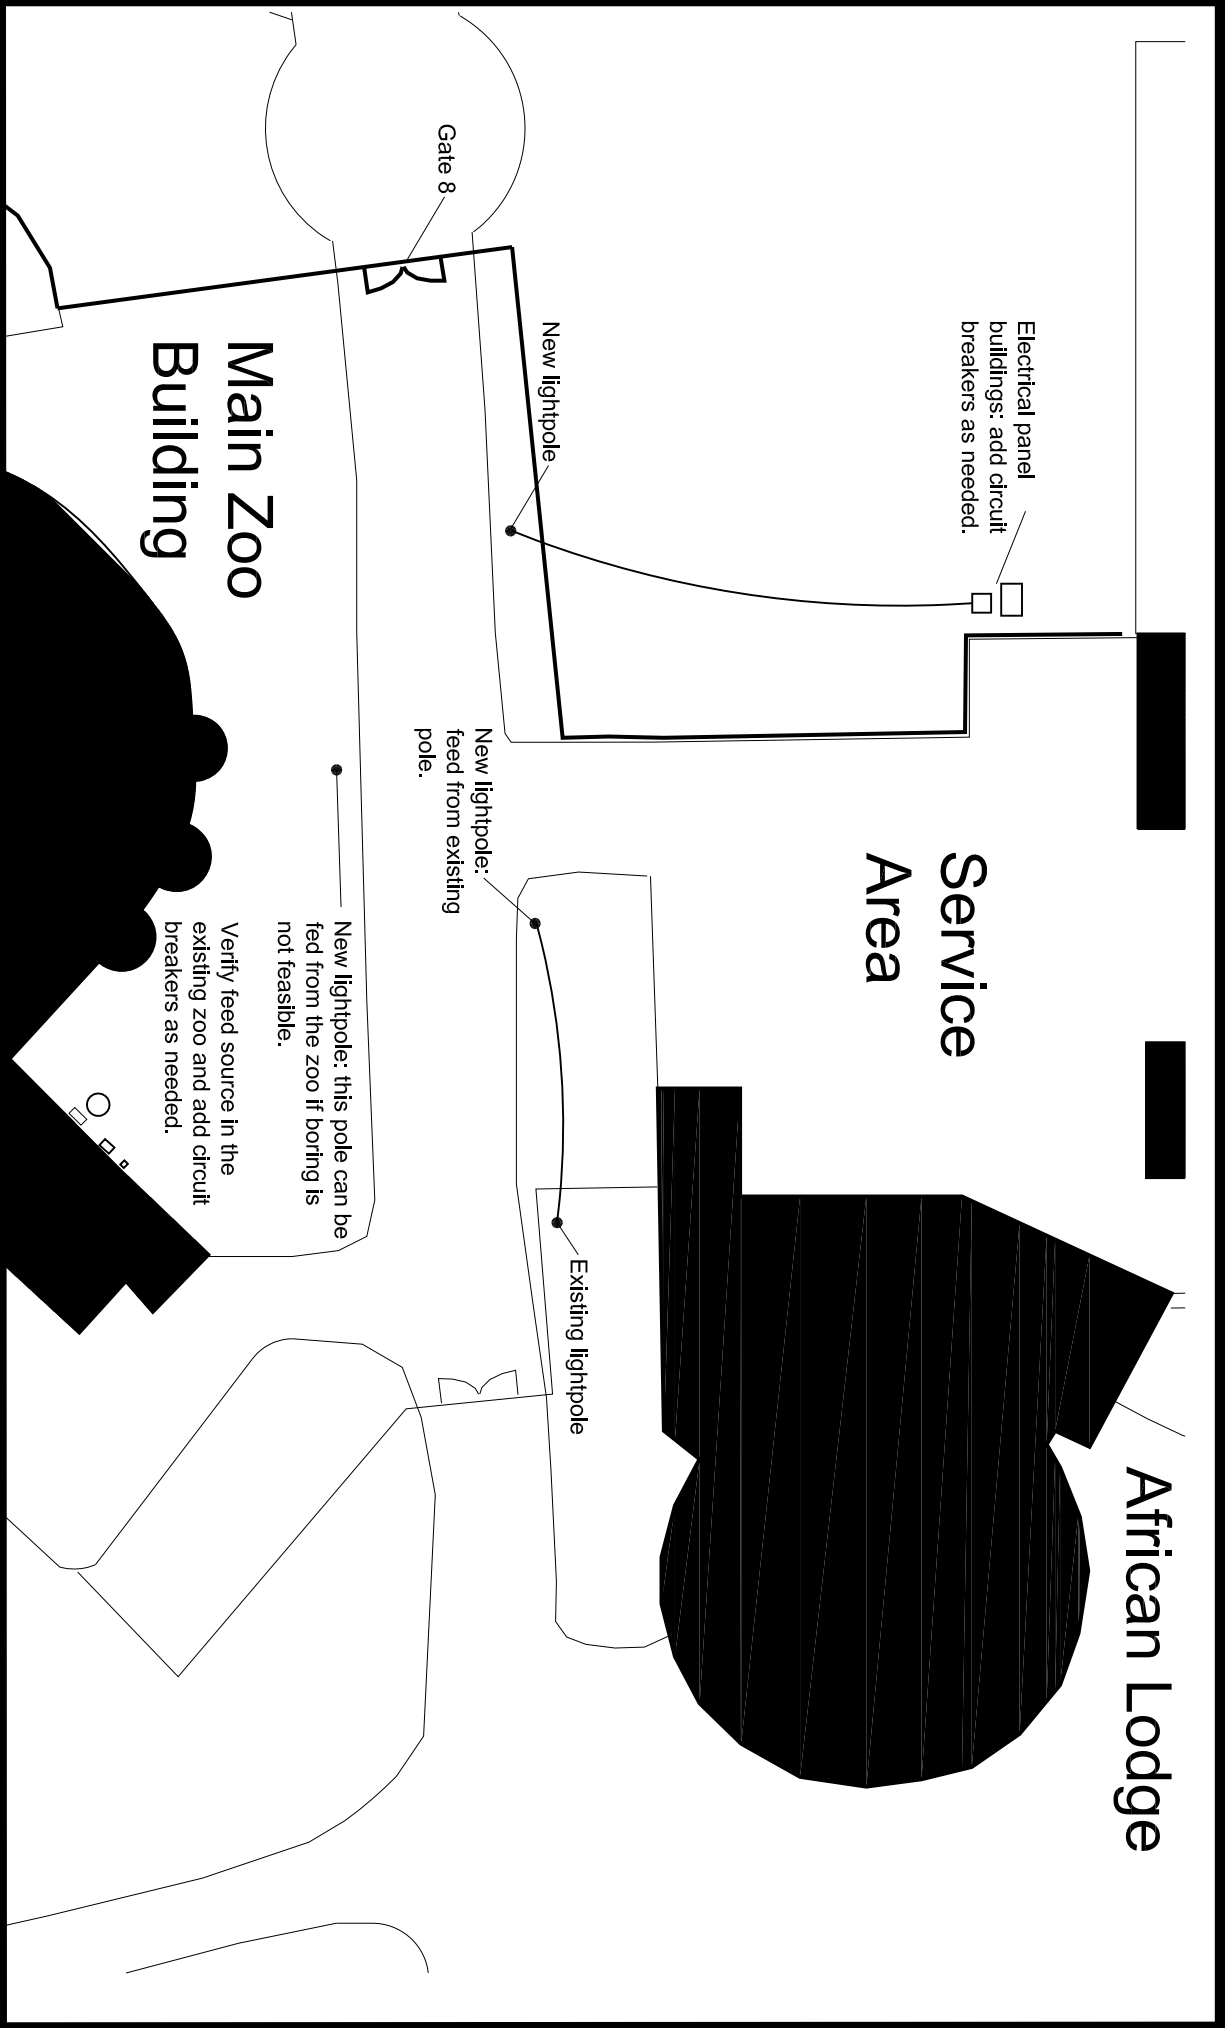 Electrical panel
buildings: add circuit
breakers as needed.
Gate 8
New lightpole
Main Zoo
Building
Service
Area
New lightpole:
feed from existing
pole.
New lightpole: this pole can be
fed from the zoo if boring is
not feasible.
Verify feed source in the
existing zoo and add circuit
breakers as needed.
Existing lightpole
African Lodge